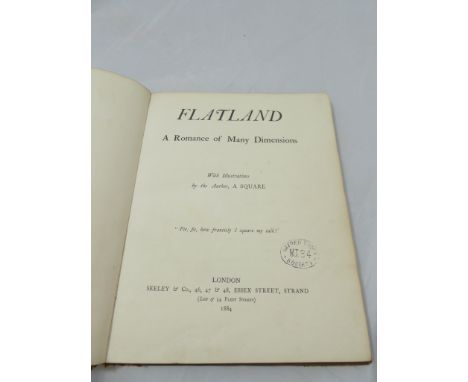 FLATLAND
A Romance of Many Dimensions
With Illustrations
by the Author, A SQUARE
"Fie, fie, how franticly I square my talk!"
LONDON
SEELEY & Co., 46, 47 & 48, ESSEX STREET, STRAND
(Late of 54 FLEET STREET)
1884